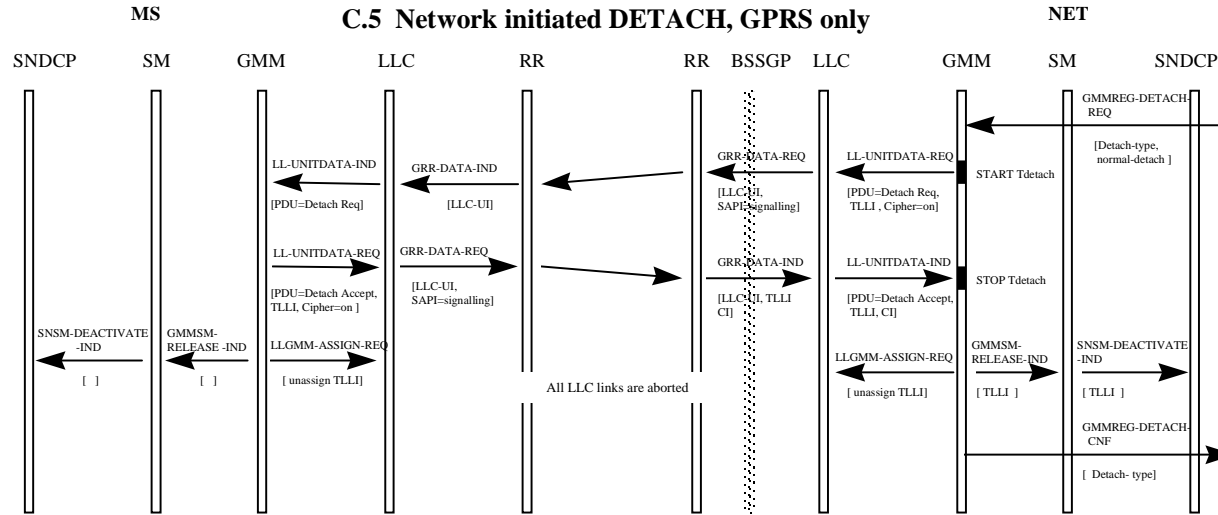 MS
C.5 Network initiated DETACH, GPRS only
NET
SNDCP SM GMM LLC RR RR BSSGP LLC GMM SM SNDCP
GMMREG-DETACH-
REQ
[Detach-type,
normal-detach ]
LL-UNITDATA-IND
GRR-DATA-IND
GRR-DATA-REQ
LL-UNITDATA-REQ
START Tdetach
[PDU=Detach Req]
[LLC-UI]
[LLC-UI,
SAPI=signalling]
[PDU=Detach Req,
TLLI , Cipher=on]
LL-UNITDATA-REQ
GRR-DATA-REQ
GRR-DATA-IND
LL-UNITDATA-IND
STOP Tdetach
[PDU=Detach Accept,
TLLI, Cipher=on ]
[LLC-UI,
SAPI=signalling]
[LLC-UI, TLLI
CI]
[PDU=Detach Accept,
TLLI, CI]
SNSM-DEACTIVATE
-IND
GMMSM-
RELEASE -IND
LLGMM-ASSIGN-REQ
LLGMM-ASSIGN-REQ
GMMSM-
RELEASE-IND
SNSM-DEACTIVATE
-IND
[ ]
[ ]
[ unassign TLLI]
All LLC links are aborted
[ unassign TLLI]
[ TLLI ]
[ TLLI ]
GMMREG-DETACH-
CNF
[ Detach- type]